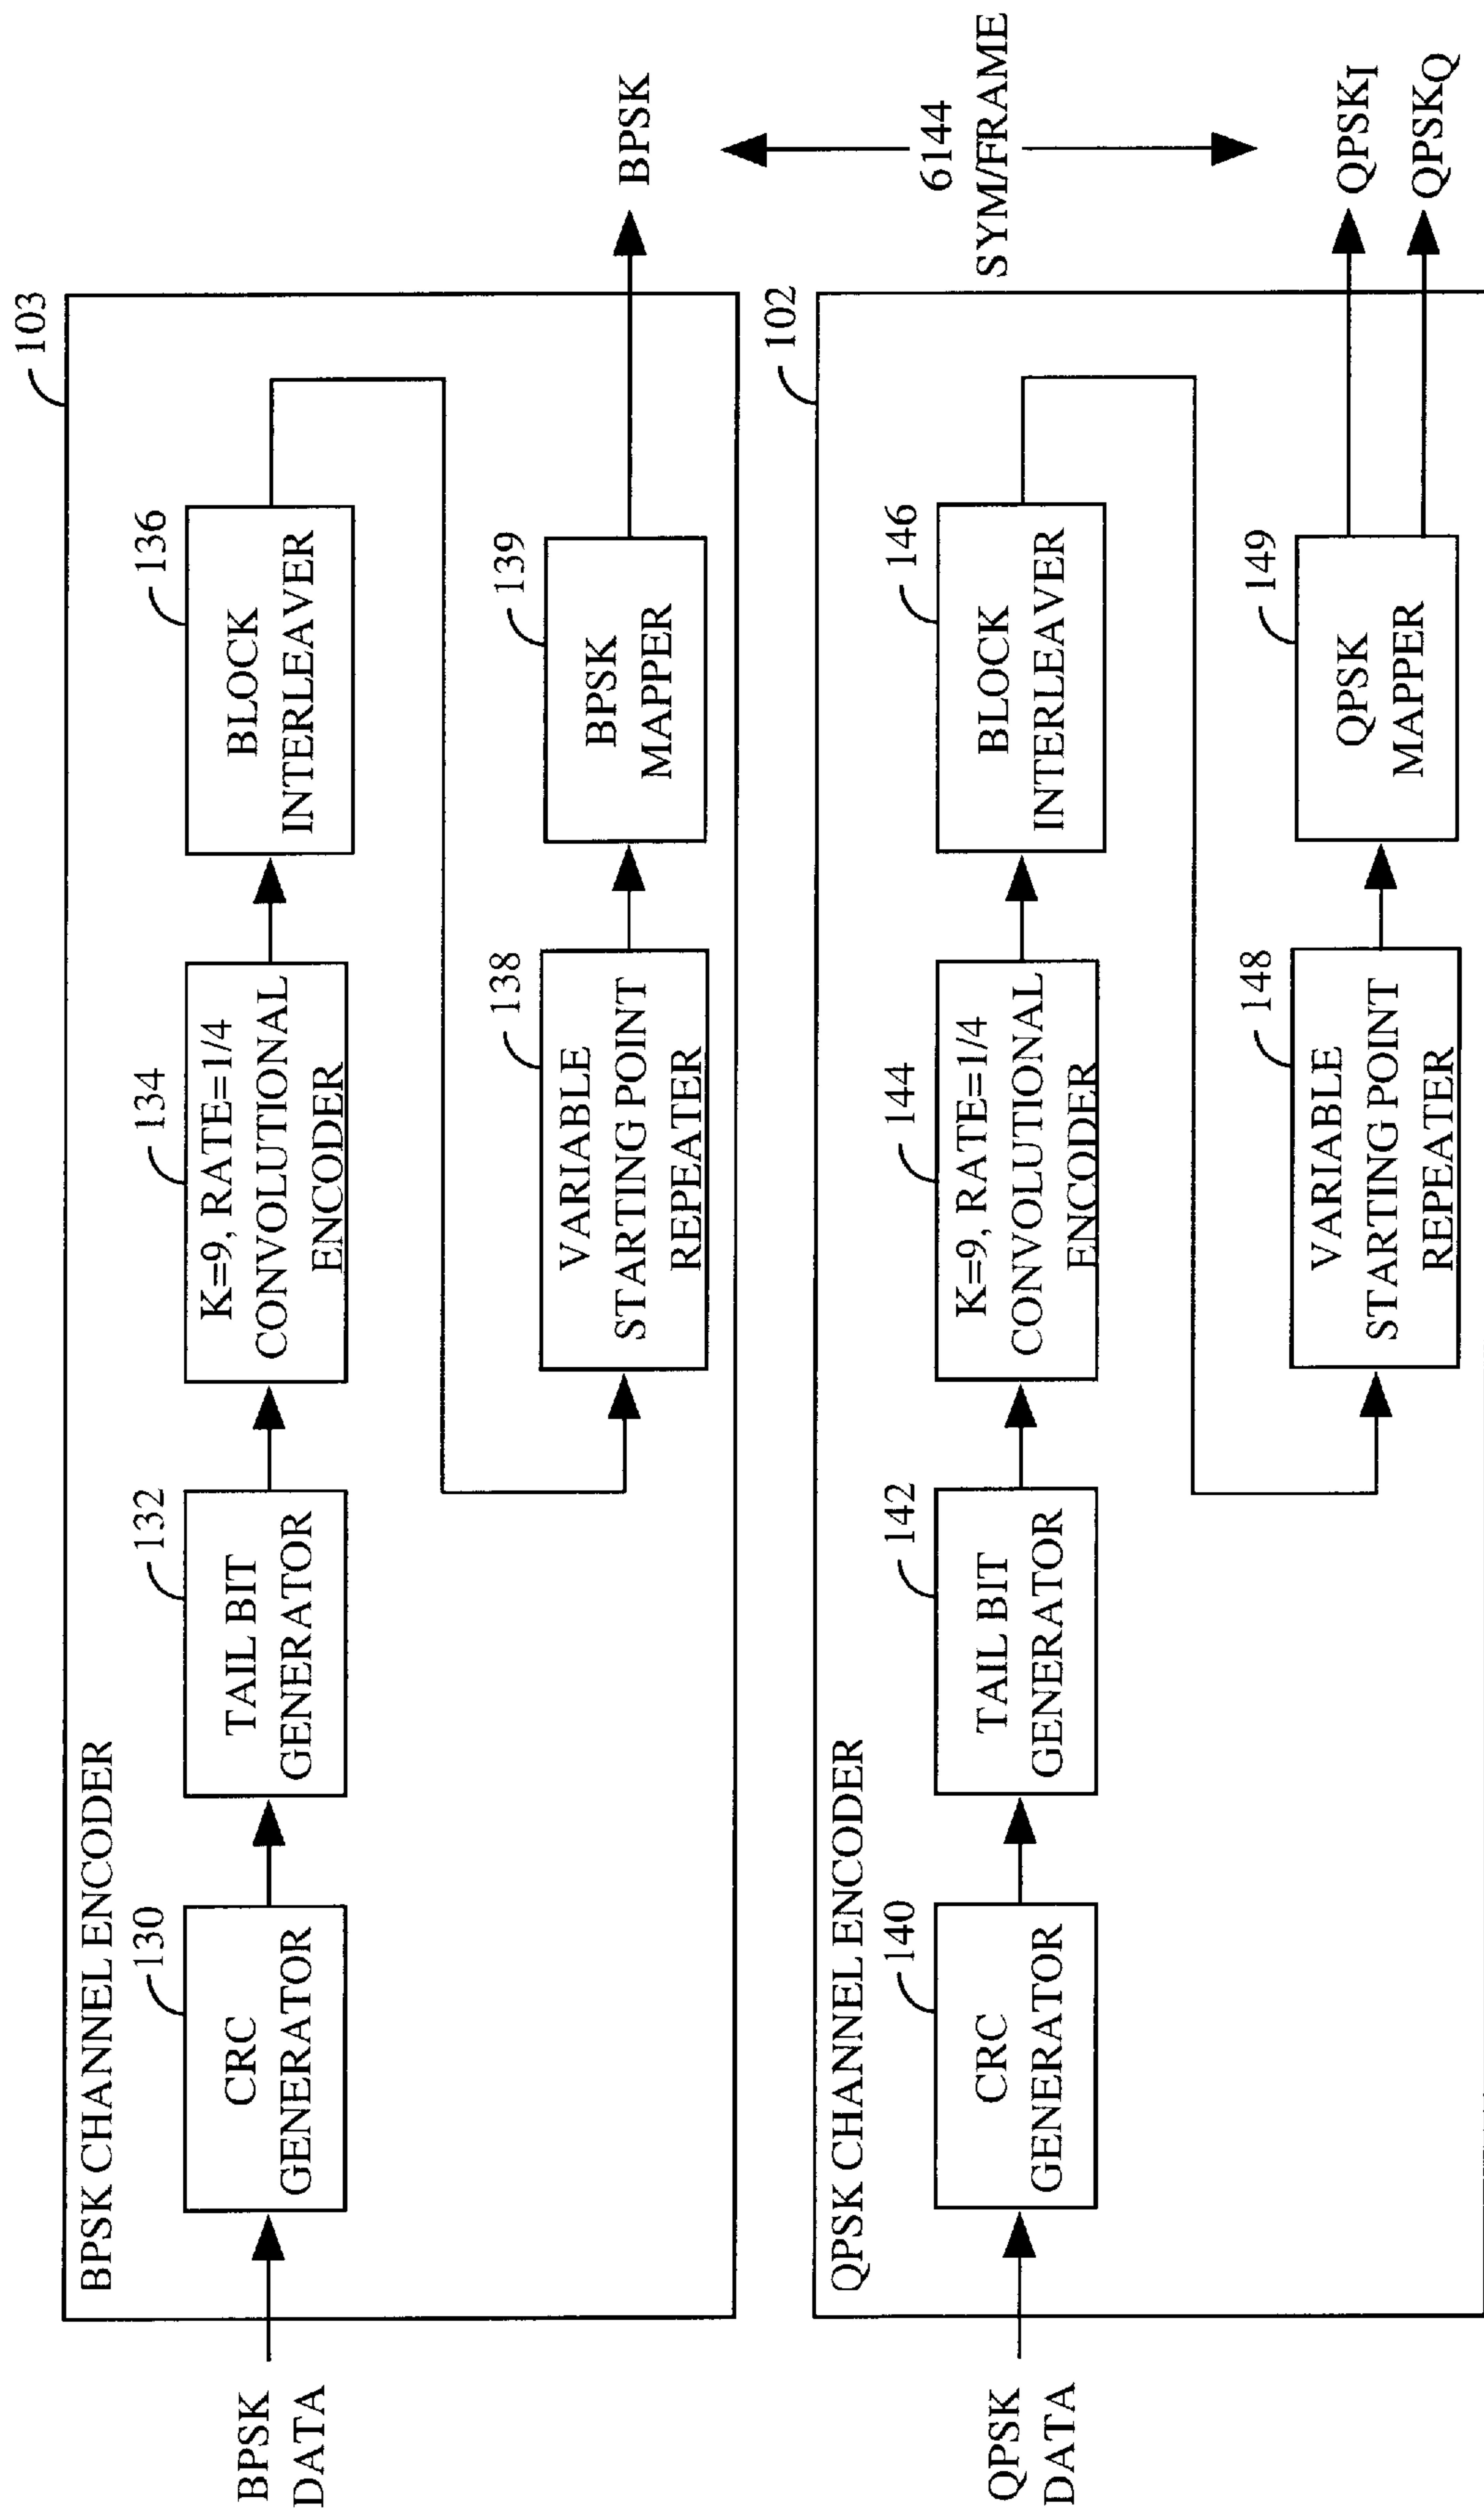 103
BPSK CHANNEL ENCODER
BPSK
DATA
130
CRC
GENERATOR
132
TAIL BIT
GENERATOR
134
K=9, RATE=1/4
CONVOLUTIONAL
ENCODER
136
BLOCK
INTERLEAVER
138
VARIABLE
STARTING POINT
REPEATER
139
BPSK
MAPPER
BPSK
6144
SYM/FRAME
102
QPSK CHANNEL ENCODER
QPSK
DATA
140
CRC
GENERATOR
142
TAIL BIT
GENERATOR
144
K=9, RATE=1/4
CONVOLUTIONAL
ENCODER
146
BLOCK
INTERLEAVER
148
VARIABLE
STARTING POINT
REPEATER
149
QPSK
MAPPER
QPSKI
QPSKQ